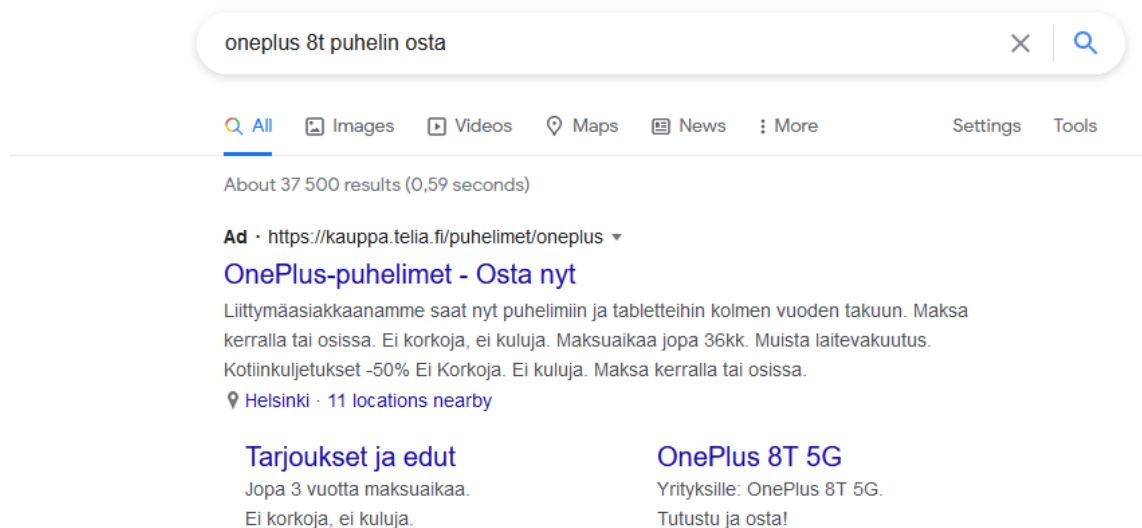 oneplus 8t puhelin osta
All Images Videos Maps News More Settings Tools
About 37 500 results (0,59 seconds)
Ad · https://kauppa.telia.fi/puhelimet/oneplus
OnePlus-puhelimet - Osta nyt
Liittymäasiakkaanamme saat nyt puhelimiin ja tabletteihin kolmen vuoden takuun. Maksa
kerralla tai osissa. Ei korkoja, ei kuluja. Maksuaikaa jopa 36kk. Muista laitevakuutus.
Kotiinkuljetukset -50% Ei Korkoja. Ei kuluja. Maksa kerralla tai osissa.
Helsinki · 11 locations nearby
Tarjoukset ja edut
Jopa 3 vuotta maksuaikaa.
Ei korkoja, ei kuluja.
OnePlus 8T 5G
Yrityksille: OnePlus 8T 5G.
Tutustu ja osta!